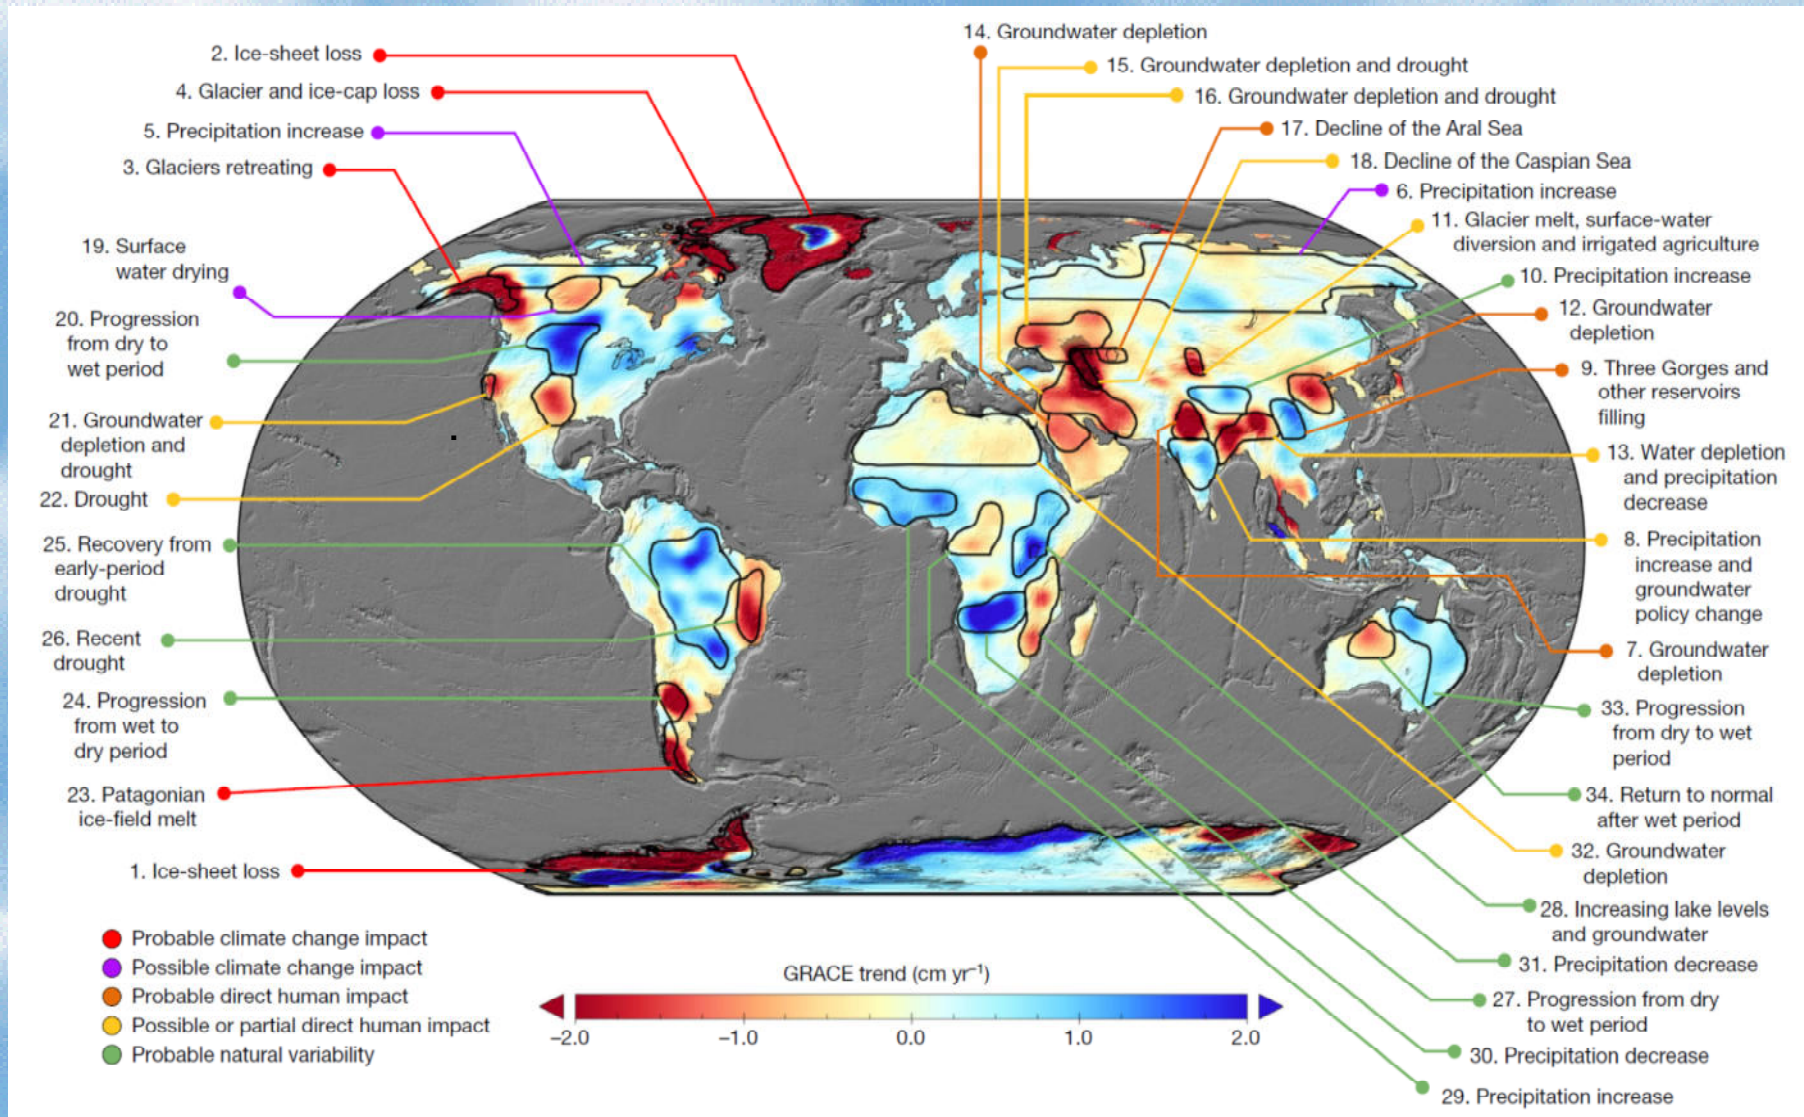 2. Ice-sheet loss
4. Glacier and ice-cap loss
5. Precipitation increase
3. Glaciers retreating
19. Surface
water drying
20. Progression
from dry to
wet period
21. Groundwater
depletion and
drought
22. Drought
25. Recovery from
early-period
drought
26. Recent
drought
24. Progression
from wet to
dry period
23. Patagonian
ice-field melt
1. Ice-sheet loss
14. Groundwater depletion
15. Groundwater depletion and drought
16. Groundwater depletion and drought
17. Decline of the Aral Sea
18. Decline of the Caspian Sea
6. Precipitation increase
11. Glacier melt, surface-water
diversion and irrigated agriculture
10. Precipitation increase
12. Groundwater
depletion
9. Three Gorges and
other reservoirs
filling
13. Water depletion
and precipitation
decrease
8. Precipitation
increase and
groundwater
policy change
7. Groundwater
depletion
33. Progression
from dry to wet
period
34. Return to normal
after wet period
32. Groundwater
depletion
28. Increasing lake levels
and groundwater
31. Precipitation decrease
27. Progression from dry
to wet period
30. Precipitation decrease
29. Precipitation increase
Probable climate change impact
Possible climate change impact
Probable direct human impact
Possible or partial direct human impact
Probable natural variability
GRACE trend (cm yr⁻¹)
–2.0 –1.0 0.0 1.0 2.0